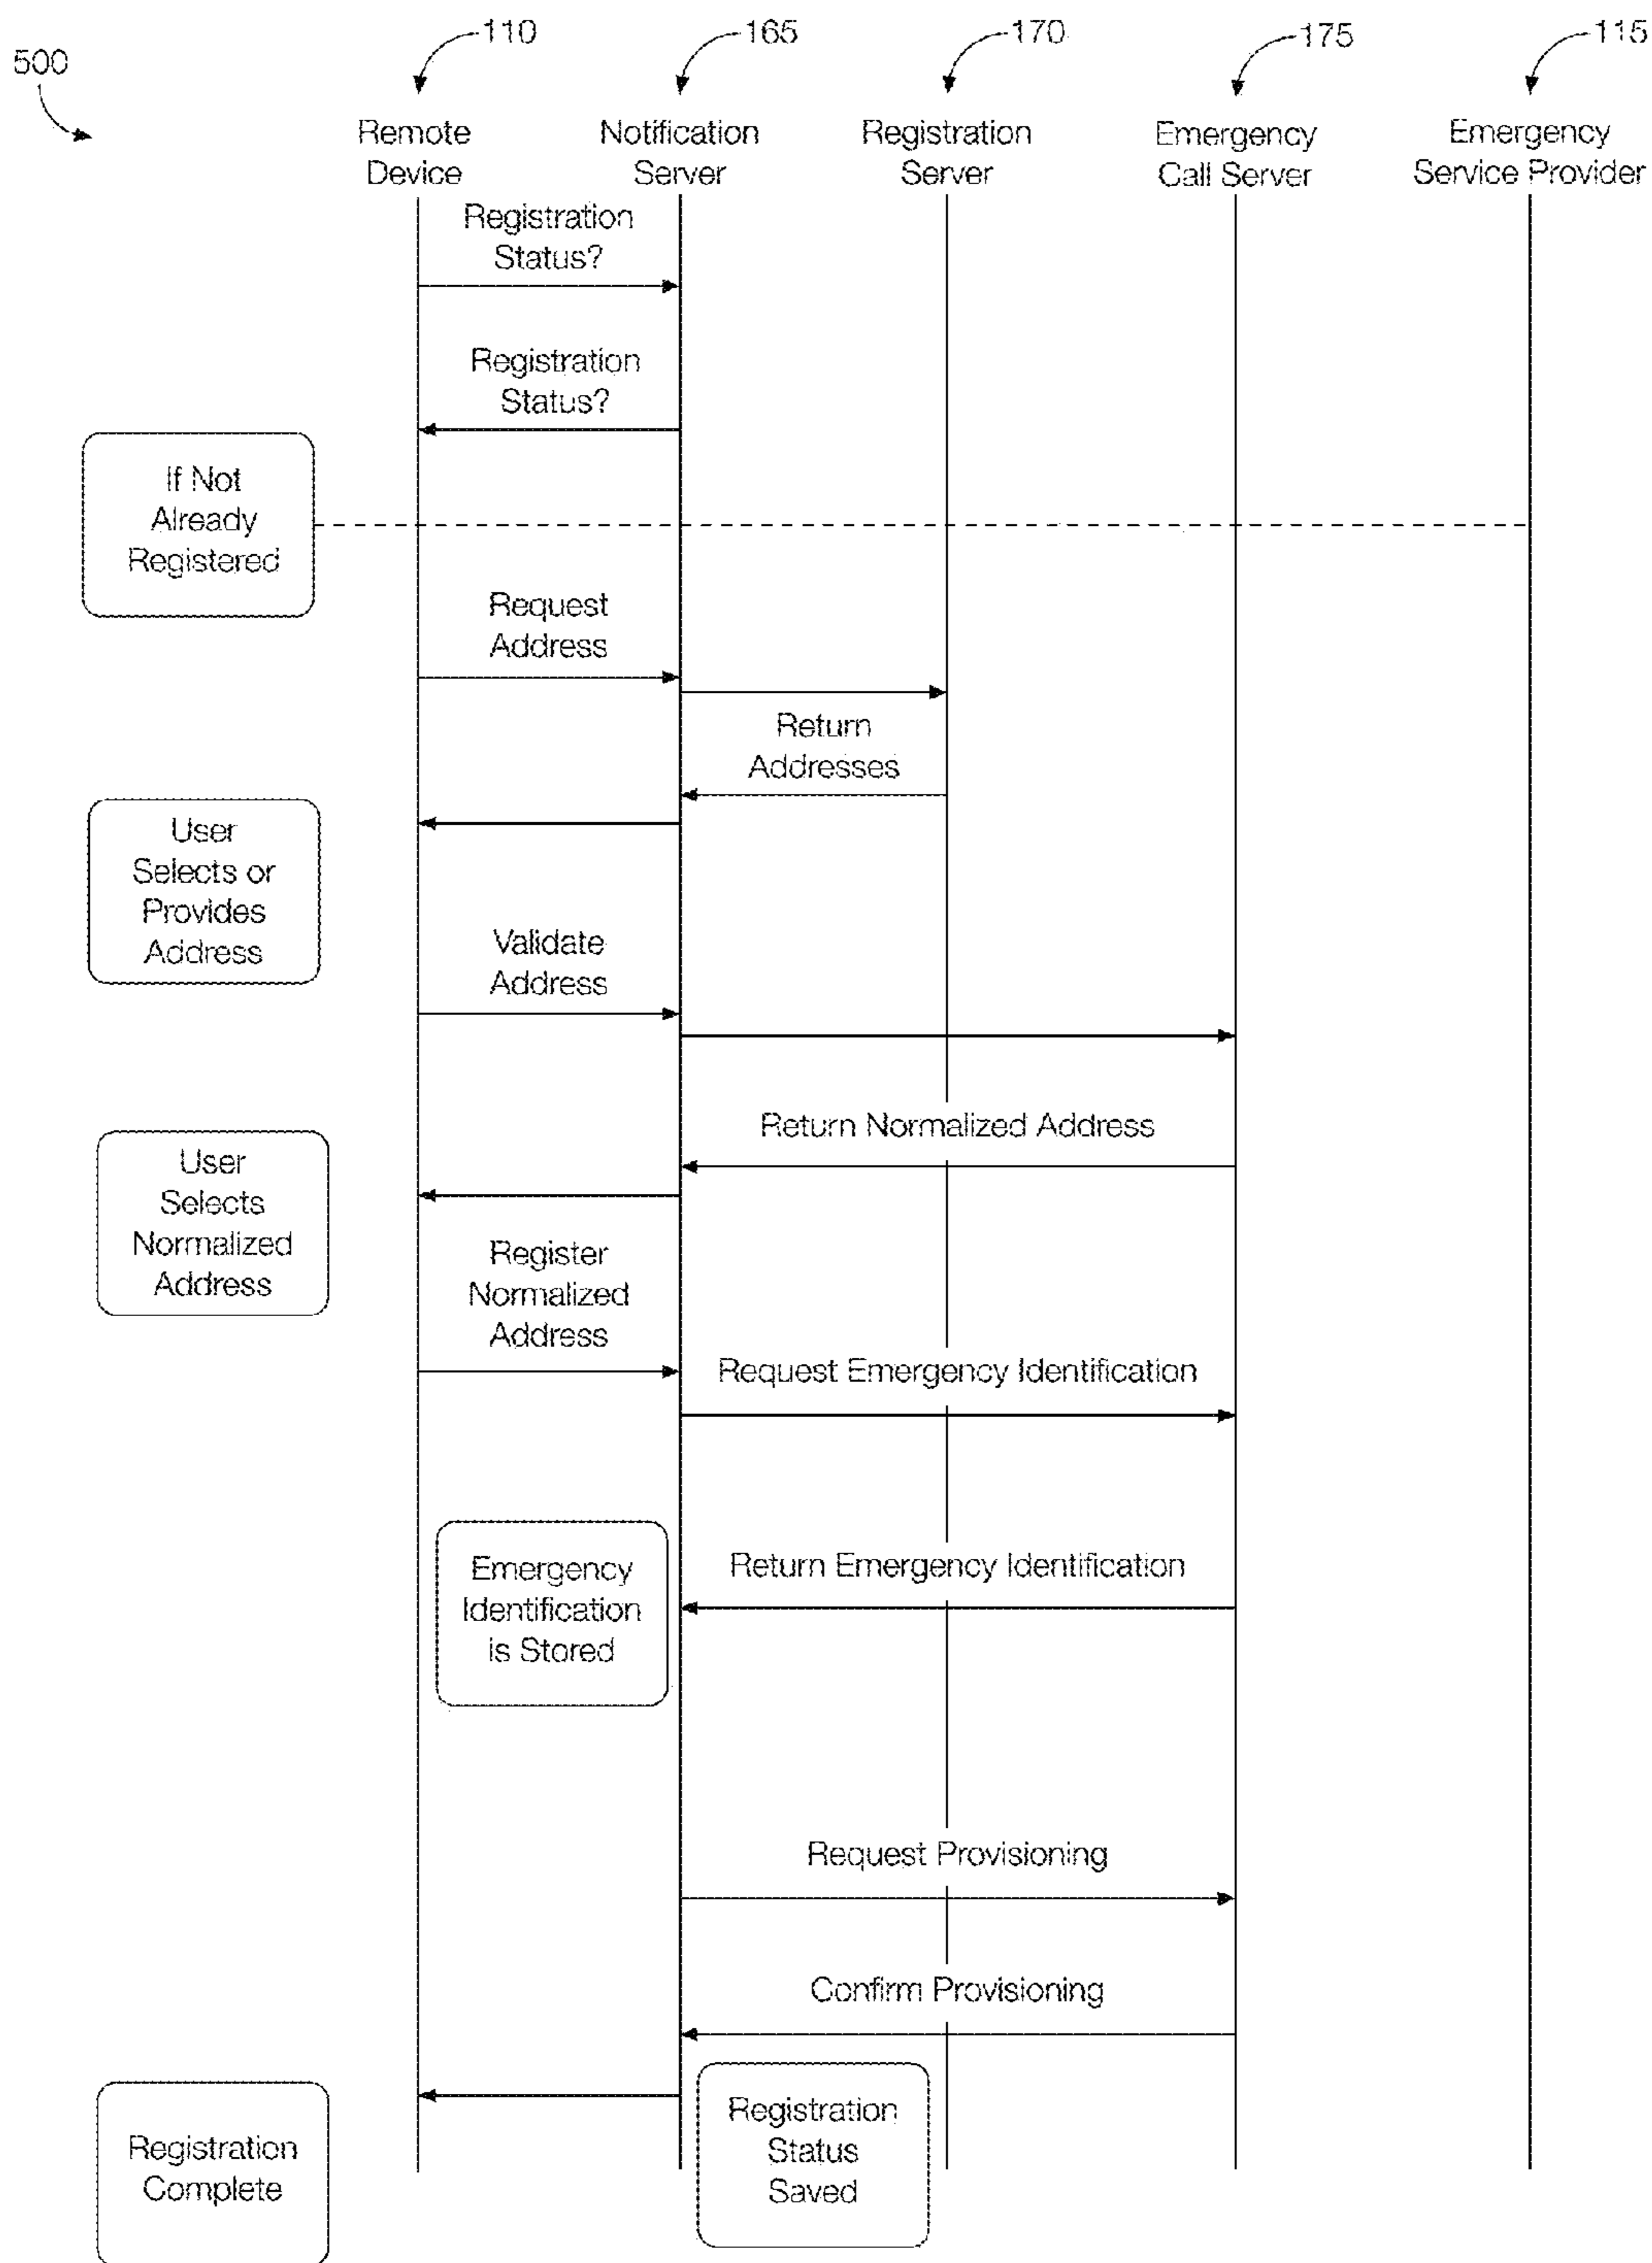 500
110
165
170
175
115
Remote
Device
Notification
Server
Registration
Server
Emergency
Call Server
Emergency
Service Provider
Registration
Status?
Registration
Status?
If Not
Already
Registered
Request
Address
Return
Addresses
User
Selects or
Provides
Address
Validate
Address
Return Normalized Address
User
Selects
Normalized
Address
Register
Normalized
Address
Request Emergency Identification
Emergency
Identification
is Stored
Return Emergency Identification
Request Provisioning
Confirm Provisioning
Registration
Status
Saved
Registration
Complete